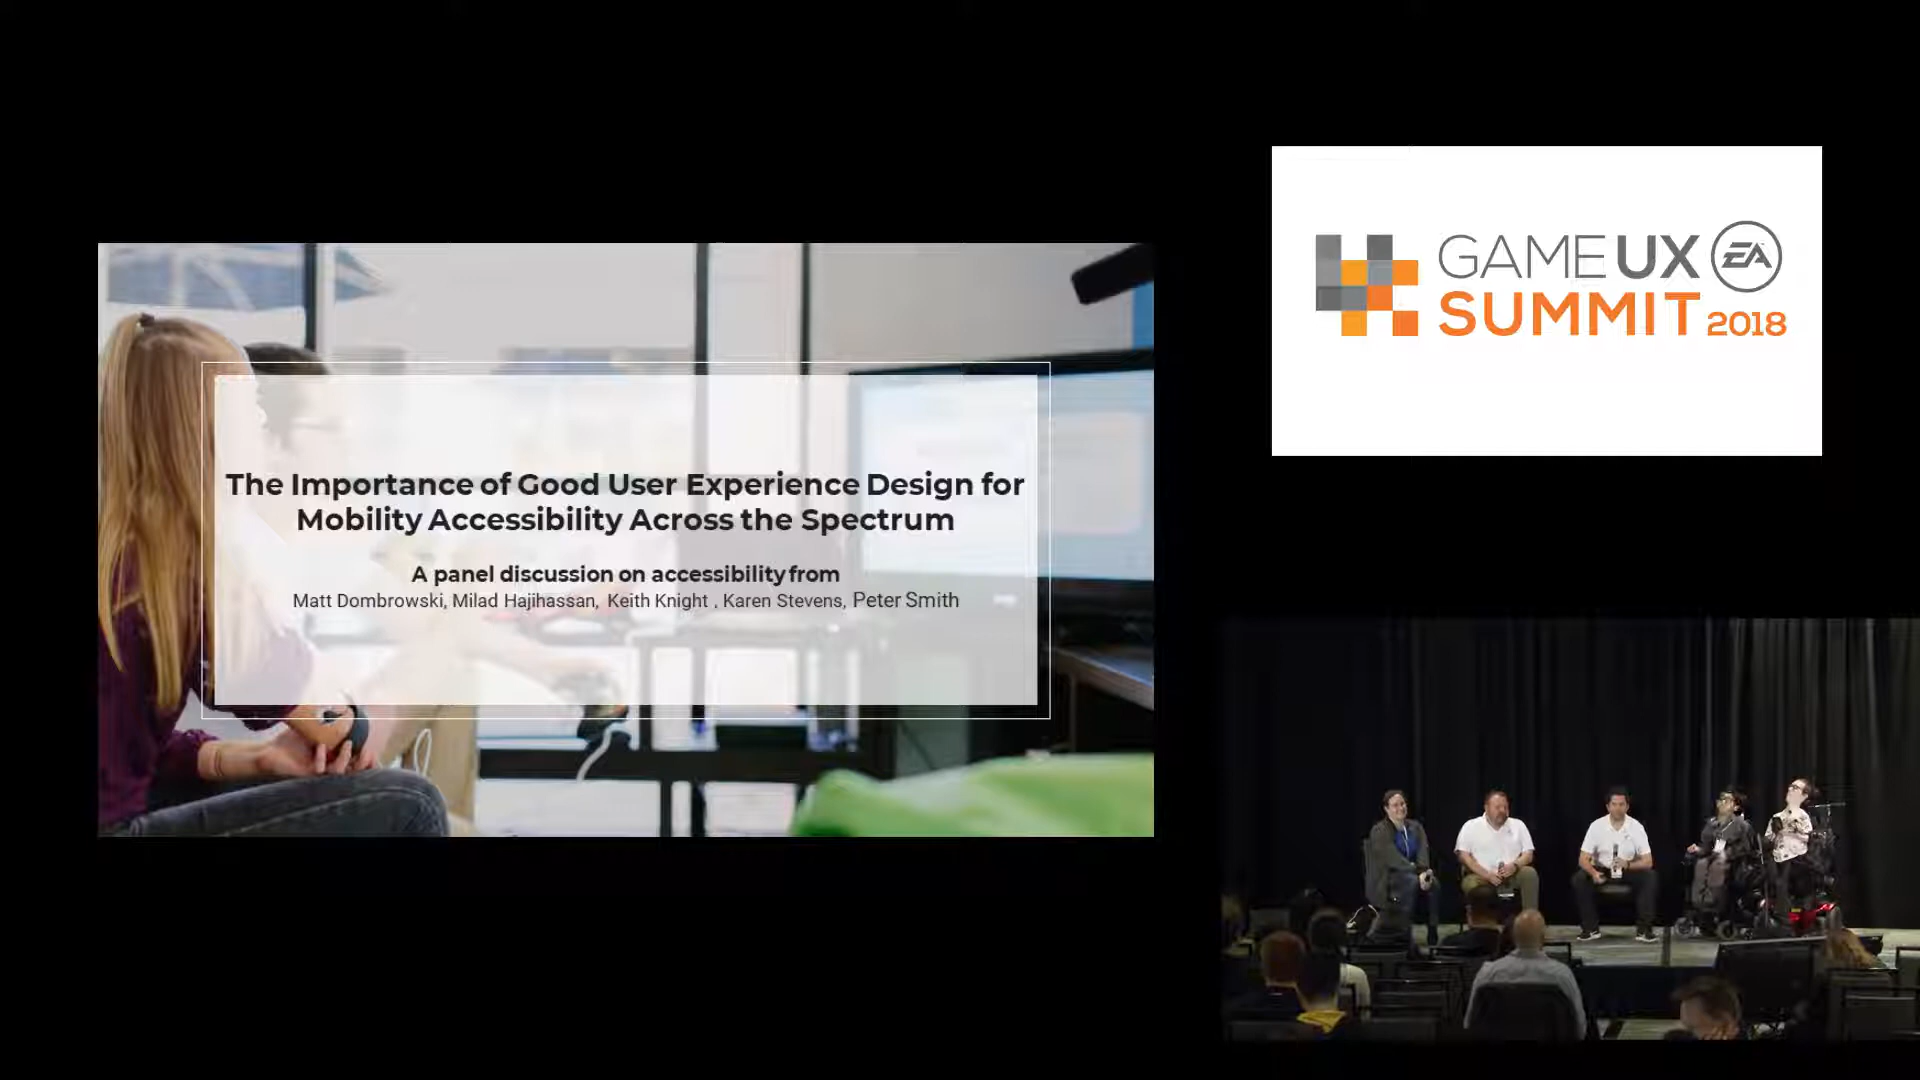 The Importance of Good User Experience Design for
Mobility Accessibility Across the Spectrum
A panel discussion on accessibility from
Matt Dombrowski, Milad Hajihassan, Keith Knight , Karen Stevens, Peter Smith
GAME UX EA
SUMMIT 2018